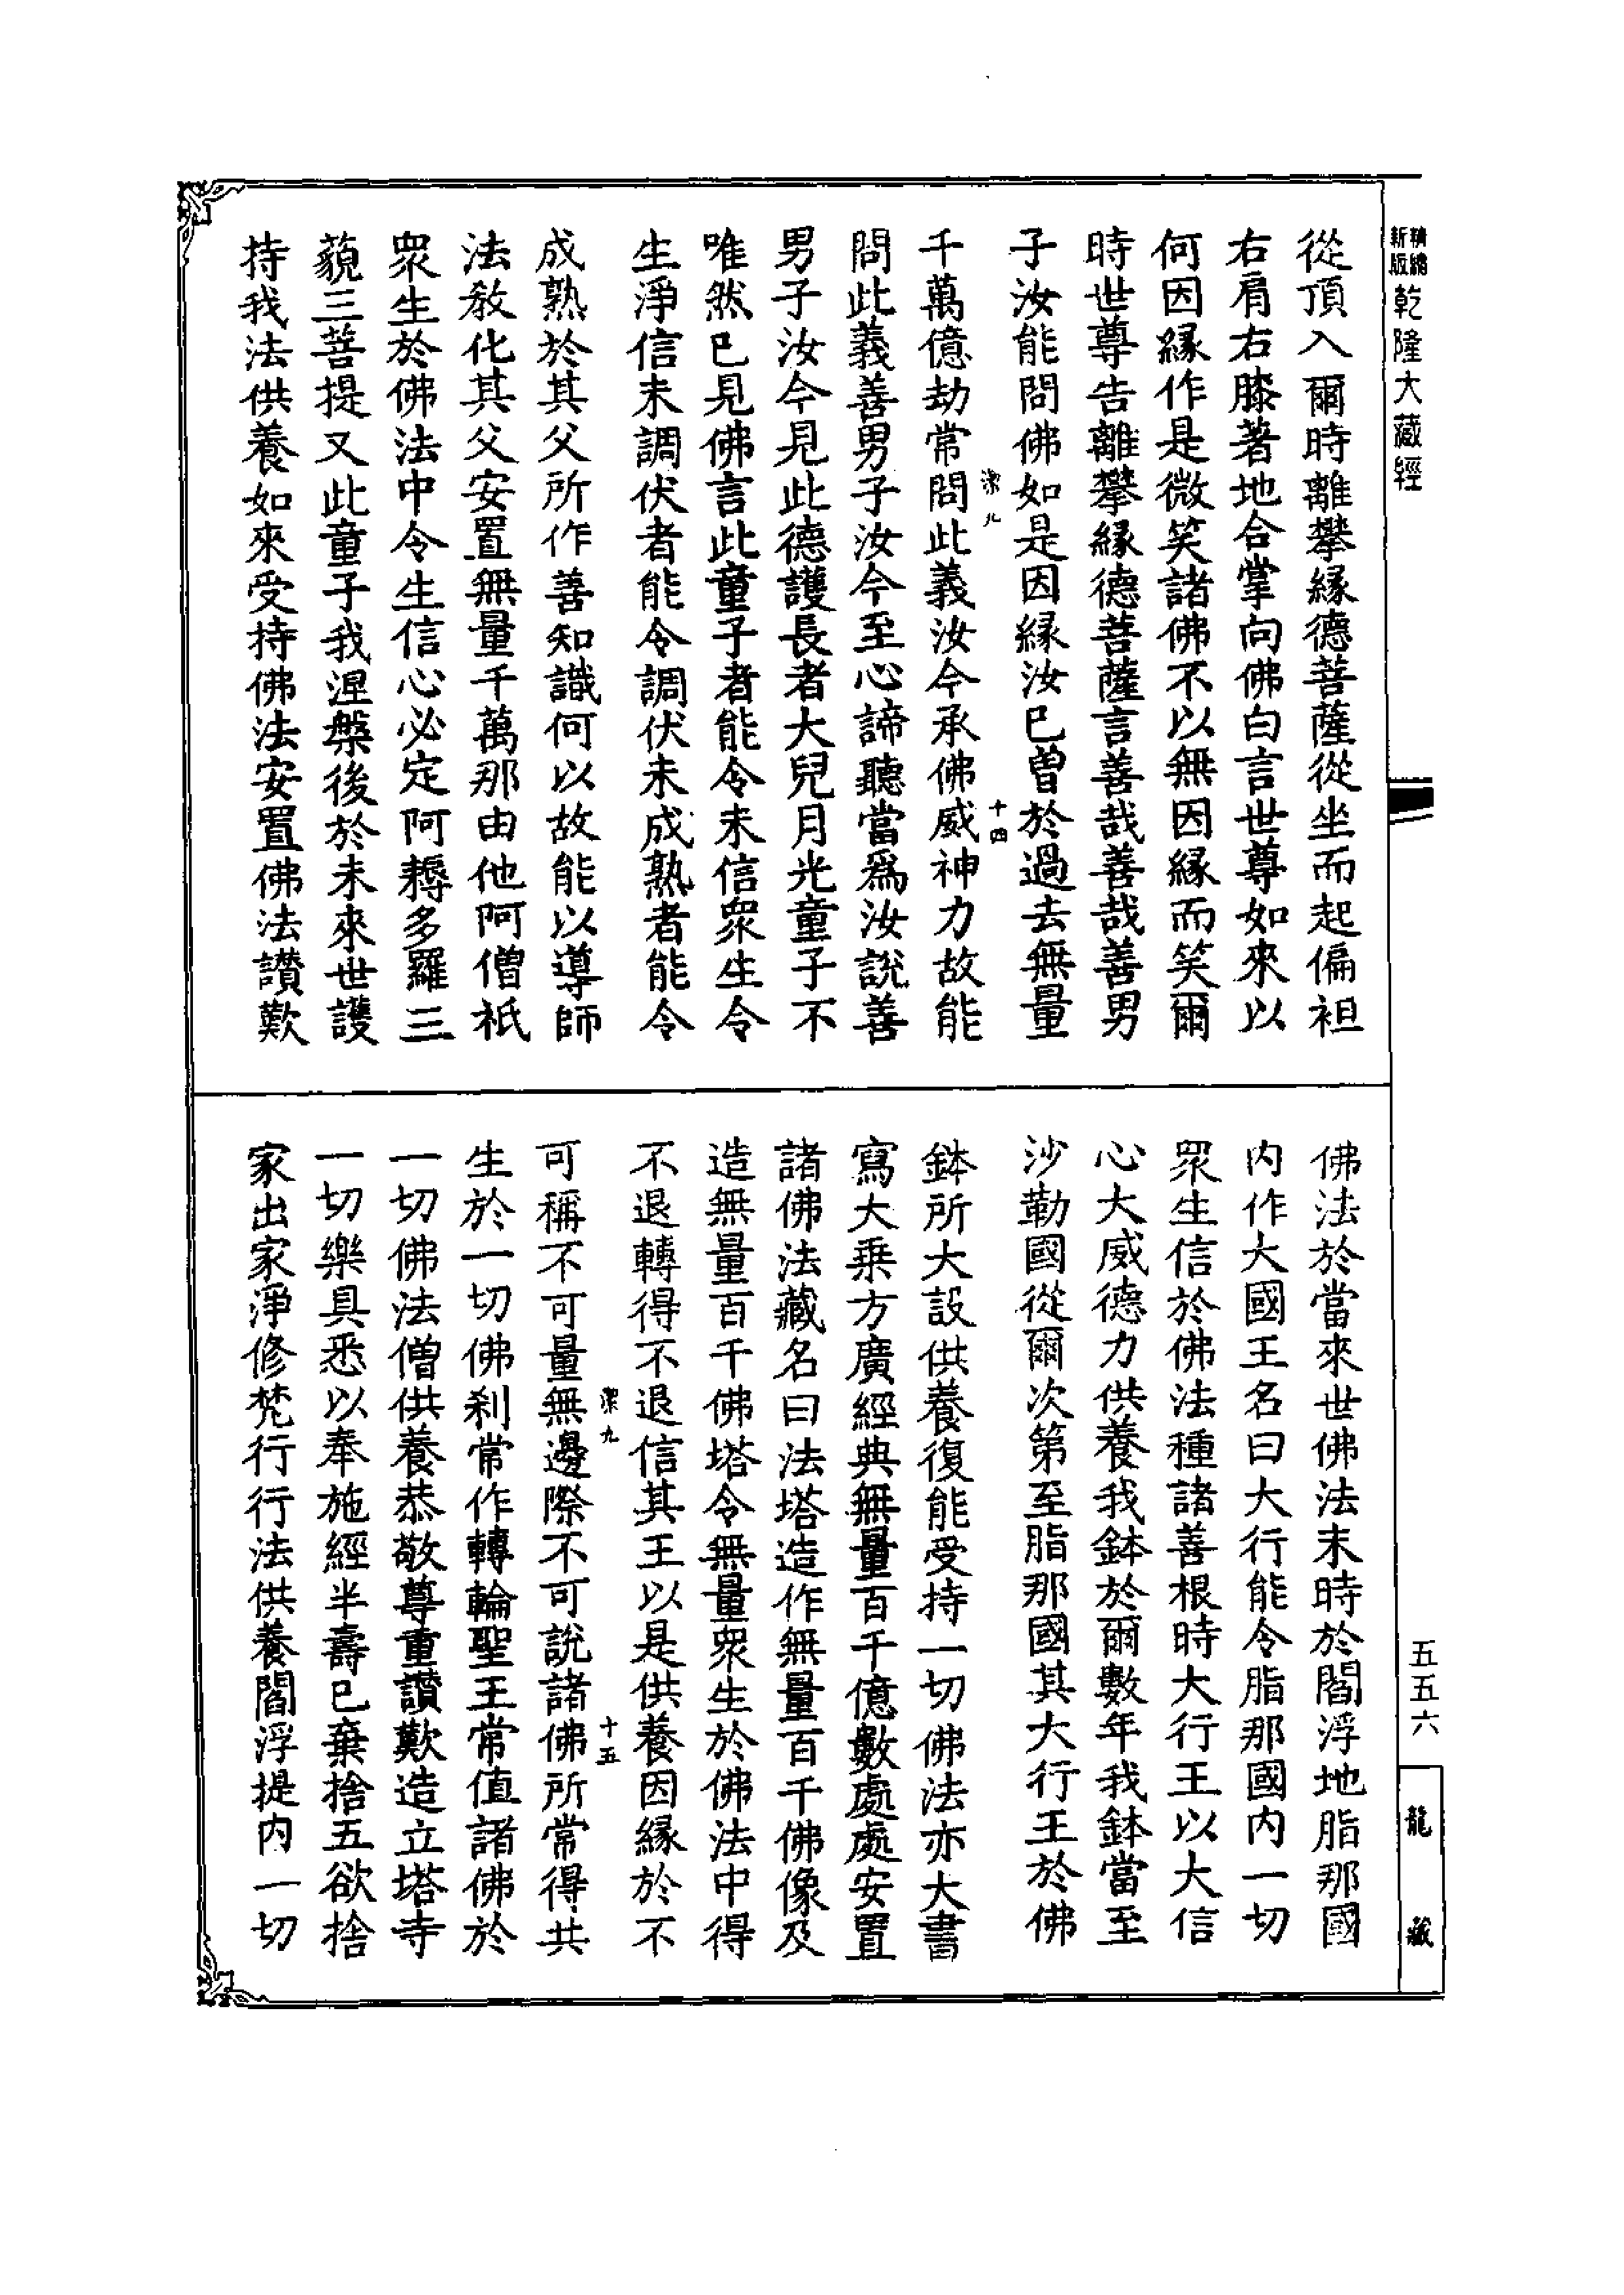 精縮
新版
乾隆大藏經
從頂入爾時離攀緣德菩薩從坐而起偏袒
右肩右膝著地合掌向佛白言世尊如來以
何因緣作是微笑諸佛不以無因緣而笑爾
時世尊告離攀緣德菩薩言善哉善哉善男
子汝能問佛如是因緣汝已曾於過去無量
潔九
十四
千萬億劫常問此義汝今承佛威神力故能
問此義善男子汝今至心諦聽當爲汝說善
男子汝今見此德護長者大兒月光童子不
唯然已見佛言此童子者能令未信眾生令
生淨信未調伏者能令調伏未成熟者能令
成熟於其父所作善知識何以故能以導師
法教化其父安置無量千萬那由他阿僧祇
眾生於佛法中令生信心必定阿耨多羅三
藐三菩提又此童子我涅槃後於未來世護
持我法供養如來受持佛法安置佛法讚歎
佛法於當來世佛法末時於閻浮地脂那國
內作大國王名曰大行能令脂那國內一切
眾生信於佛法種諸善根時大行王以大信
心大威德力供養我鉢於爾數年我鉢當至
沙勒國從爾次第至脂那國其大行王於佛
鉢所大設供養復能受持一切佛法亦大書
寫大乘方廣經典無量百千億數處處安置
諸佛法藏名曰法塔造作無量百千佛像及
造無量百千佛塔令無量眾生於佛法中得
不退轉得不退信其王以是供養因緣於不
潔九
十五
可稱不可量無邊際不可說諸佛所常得共
生於一切佛剎常作轉輪聖王常值諸佛於
一切佛法僧供養恭敬尊重讚歎造立塔寺
一切樂具悉以奉施經半壽已棄捨五欲捨
家出家淨修梵行行法供養閻浮提內一切
五五六
龍藏